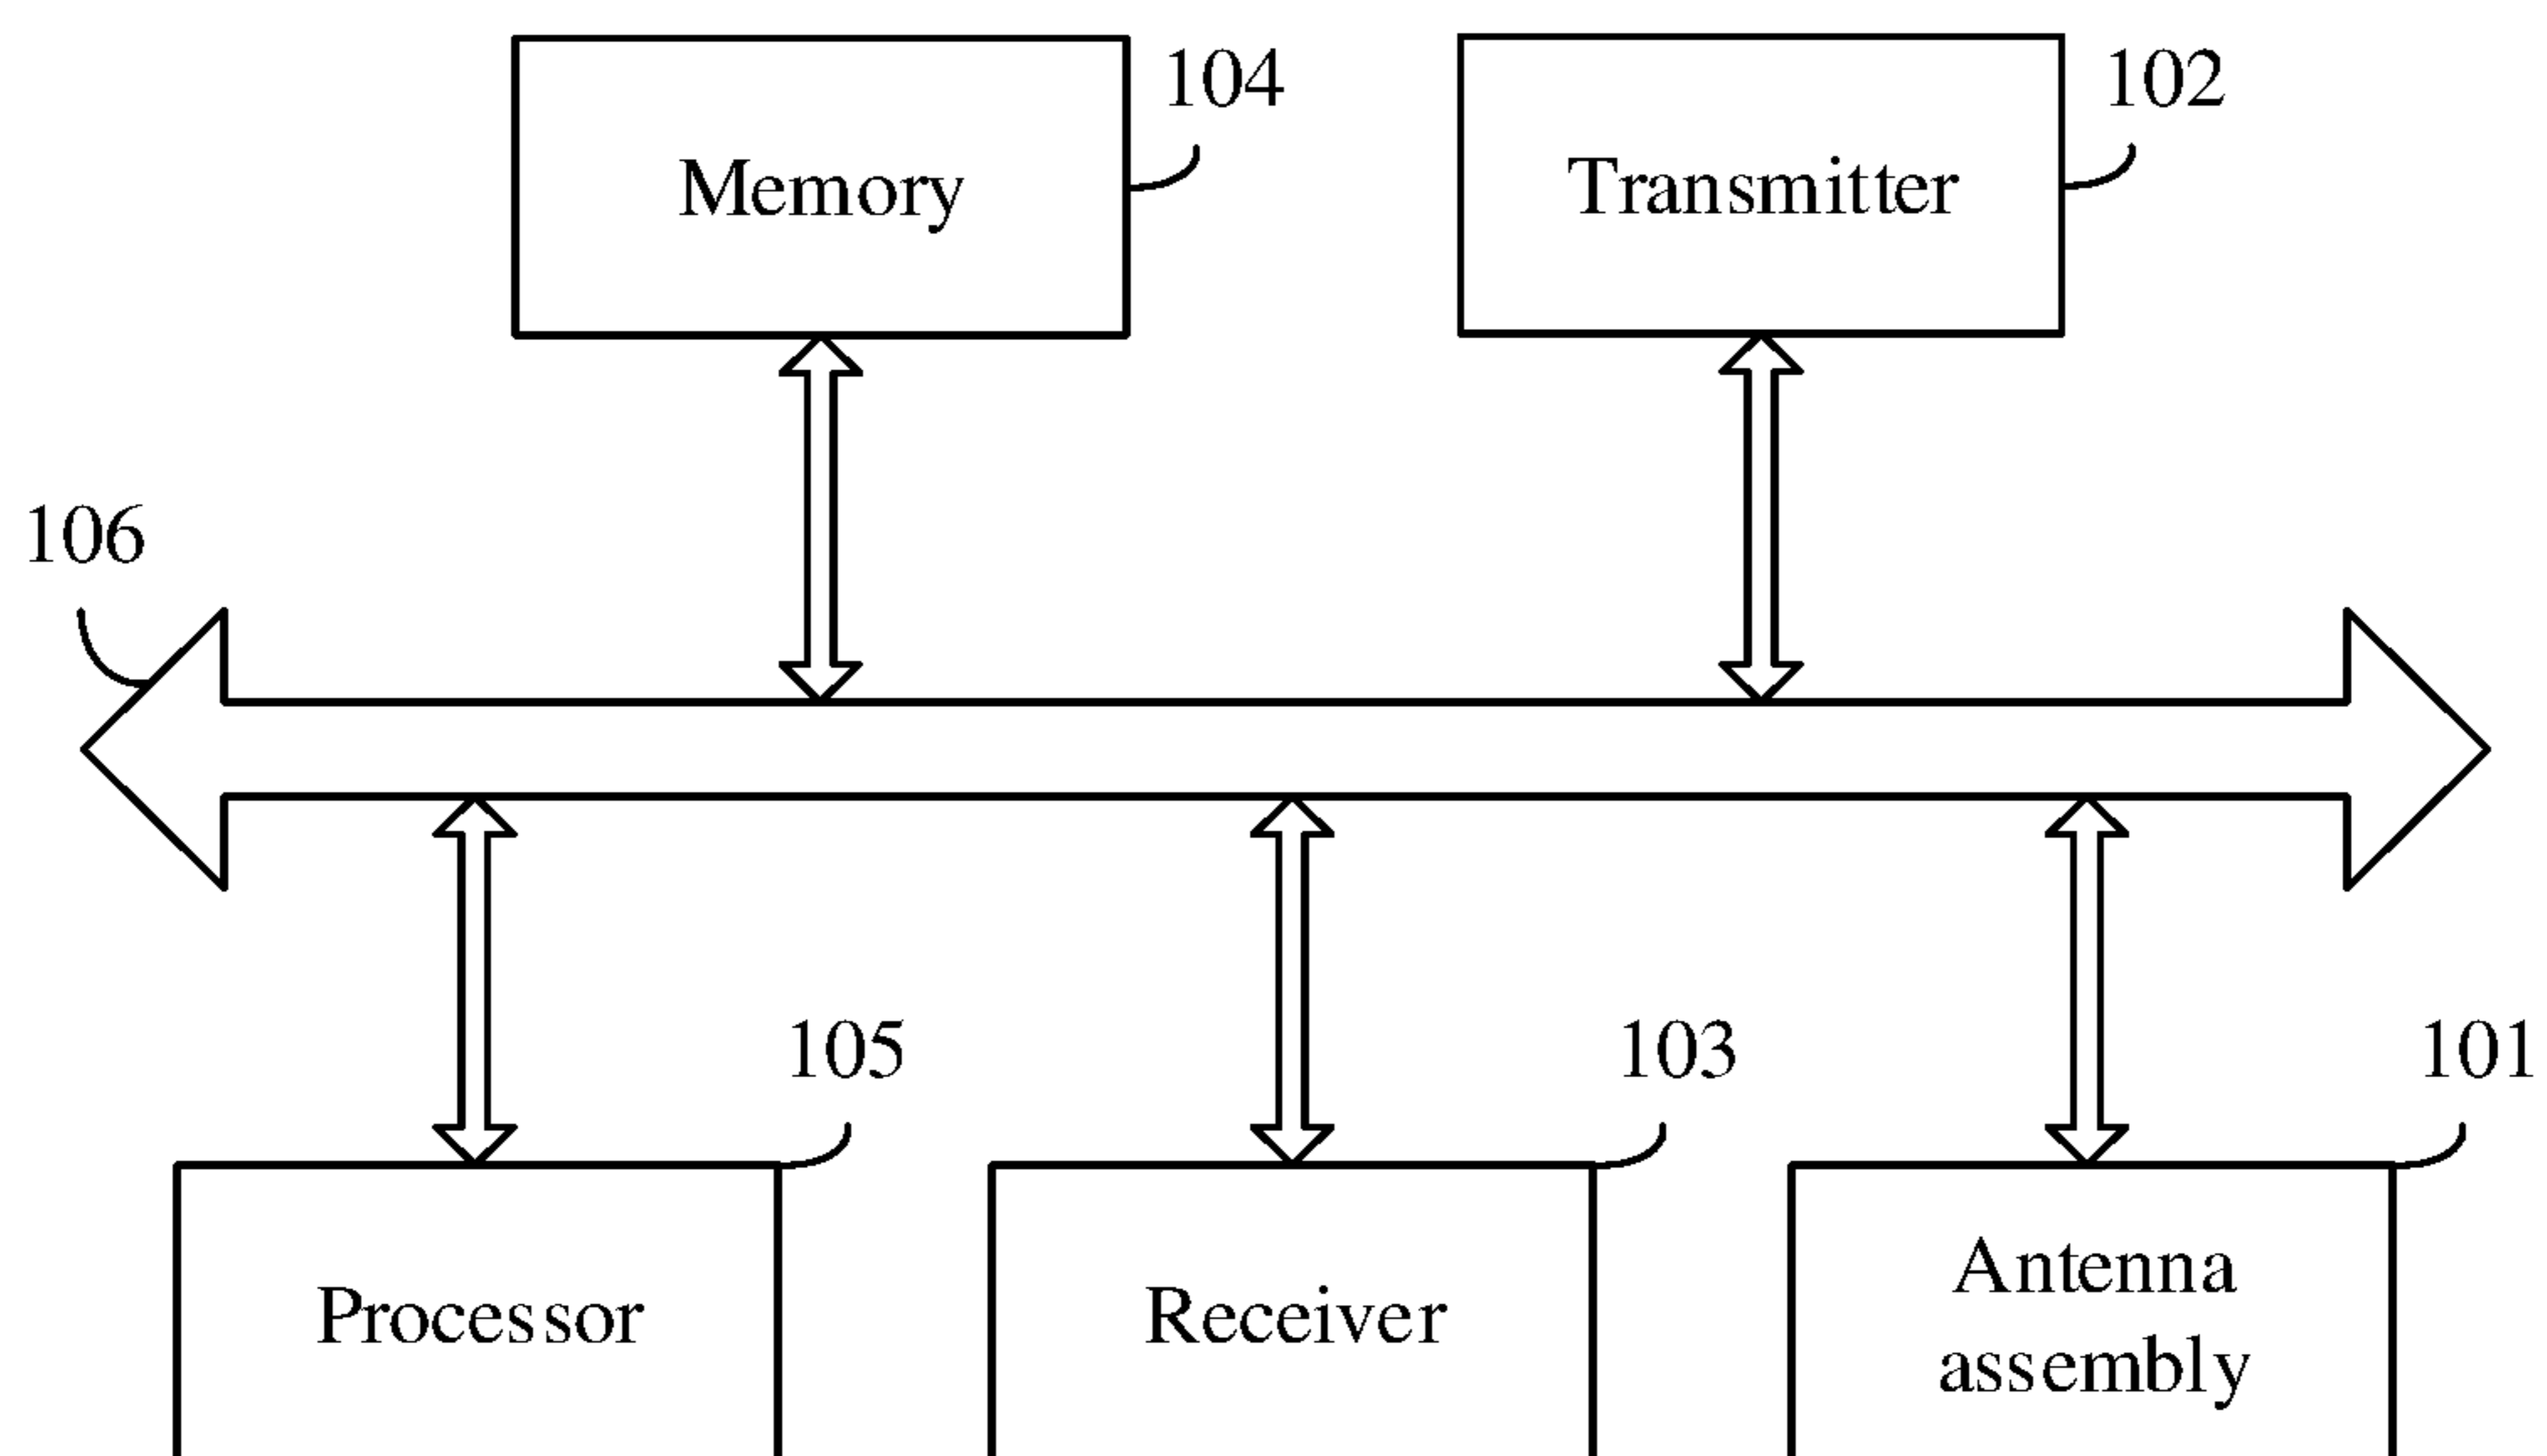 104
102
Memory
Transmitter
106
105
103
101
Processor
Receiver
Antenna
assembly